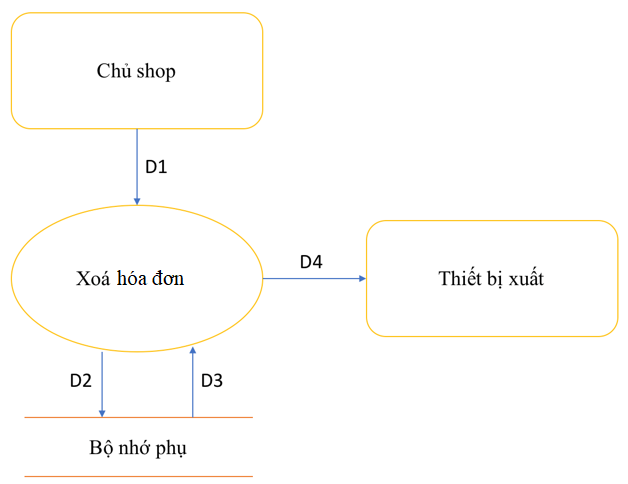 Chủ shop
D1
Xoá hóa đơn
D4
Thiết bị xuất
D2
D3
Bộ nhớ phụ